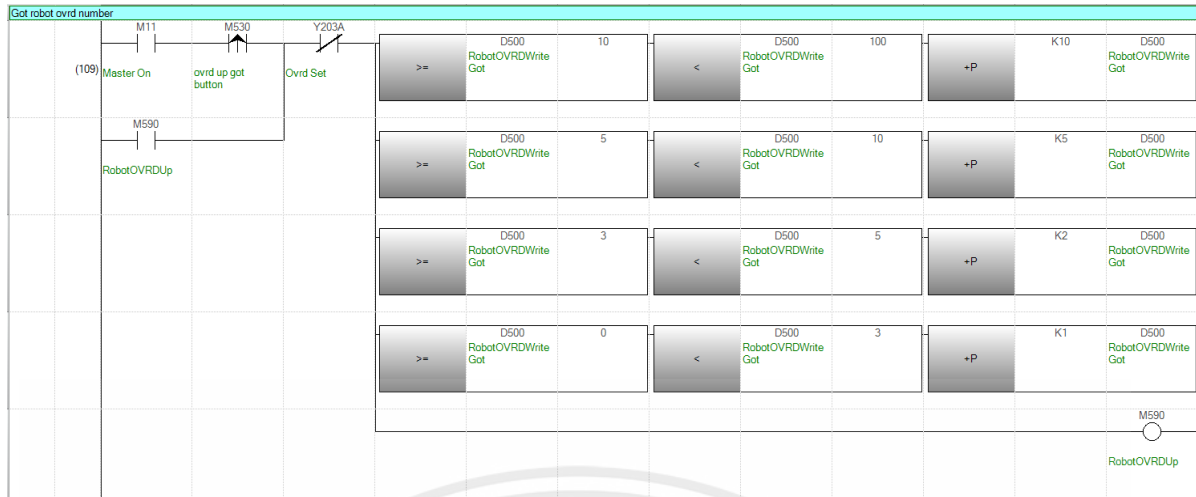 Got robot ovrd number
M11 M530 Y203A
(109) Master On ovrd up got button Ovrd Set
>= D500 RobotOVRDWrite Got 10 < D500 RobotOVRDWrite Got 100 +P K10 D500 RobotOVRDWrite Got
M590
RobotOVRDUp
>= D500 RobotOVRDWrite Got 5 < D500 RobotOVRDWrite Got 10 +P K5 D500 RobotOVRDWrite Got
>= D500 RobotOVRDWrite Got 3 < D500 RobotOVRDWrite Got 5 +P K2 D500 RobotOVRDWrite Got
>= D500 RobotOVRDWrite Got 0 < D500 RobotOVRDWrite Got 3 +P K1 D500 RobotOVRDWrite Got
M590
RobotOVRDUp